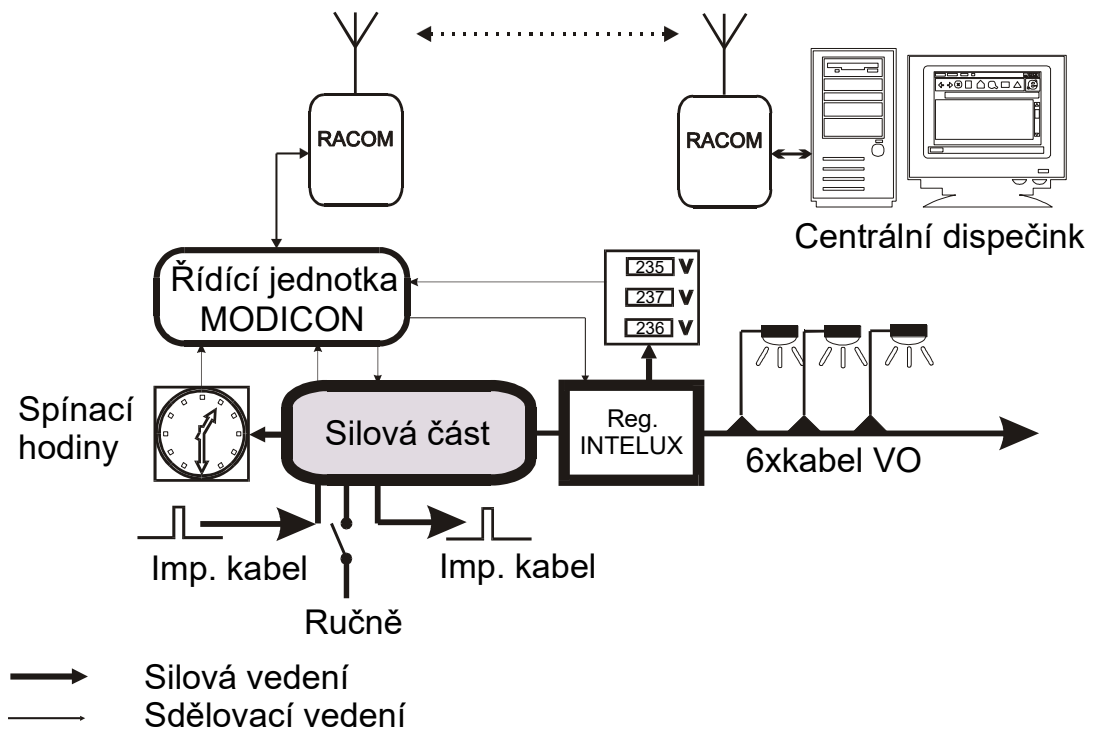 RACOM
RACOM
Centrální dispečink
Řídící jednotka
MODICON
235 V
237 V
236 V
Spínací
hodiny
Silová část
Reg.
INTELUX
6xkabel VO
Imp. kabel
Imp. kabel
Ručně
Silová vedení
Sdělovací vedení